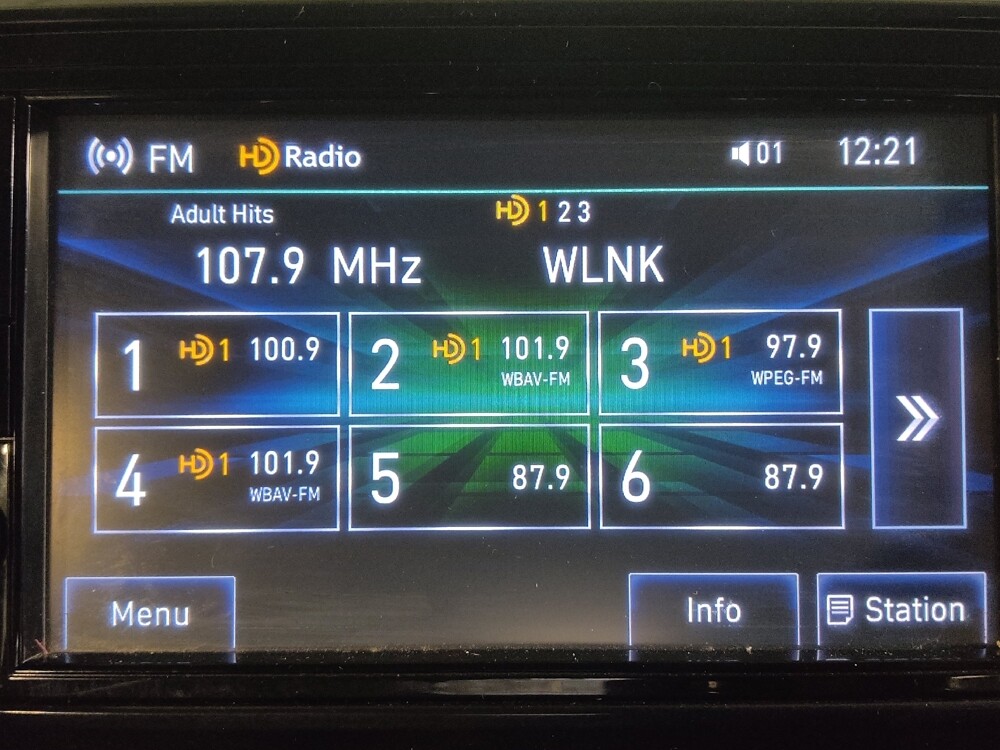 FM HD Radio 01 12:21
Adult Hits HD 1 2 3
107.9 MHz WLNK
1 HD 1 100.9
2 HD 1 101.9
WBAV-FM
3 HD 1 97.9
WPEG-FM
4 HD 1 101.9
WBAV-FM
5 87.9
6 87.9
Menu Info Station